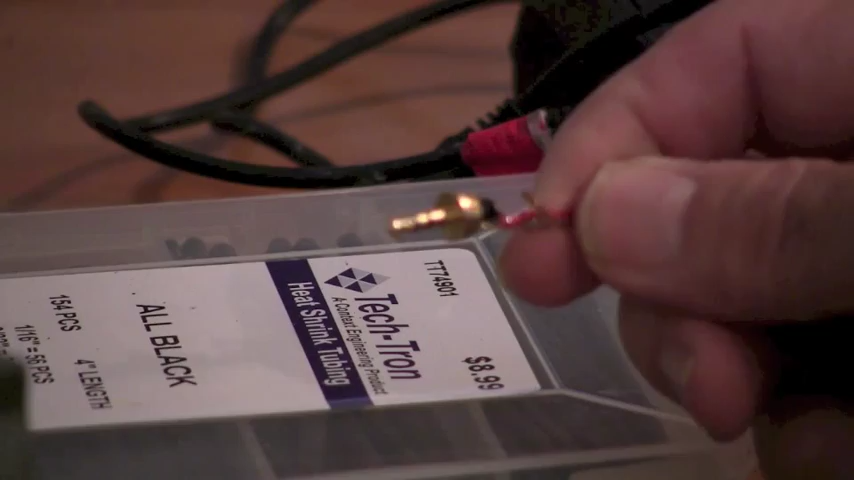 TT74901
$8.99
Tech-Tron
A Context Engineering Product
Heat Shrink Tubing
ALL BLACK
154 PCS
4" LENGTH
1/16" = 56 PCS